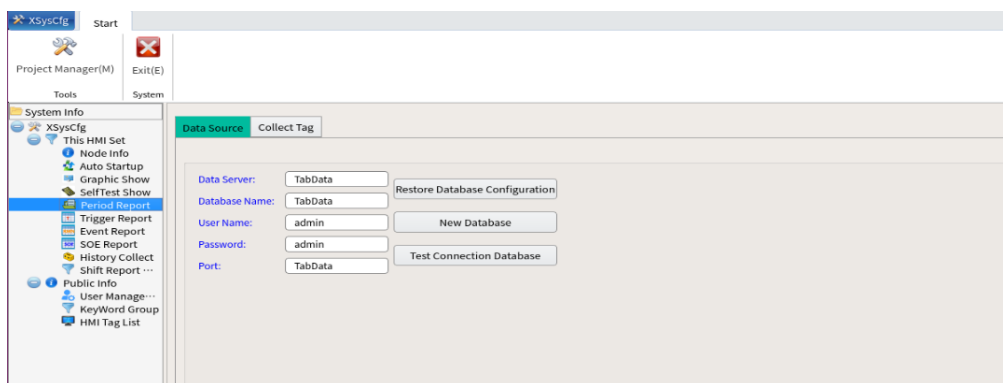 XSysCfg Start
Project Manager(M) Exit(E)
Tools System
System Info
XSysCfg
This HMI Set
Node Info
Auto Startup
Graphic Show
SelfTest Show
Period Report
Trigger Report
Event Report
SOE Report
History Collect
Shift Report ···
Public Info
User Manage···
KeyWord Group
HMI Tag List
Data Source Collect Tag
Data Server: TabData
Restore Database Configuration
Database Name: TabData
User Name: admin New Database
Password: admin
Test Connection Database
Port: TabData